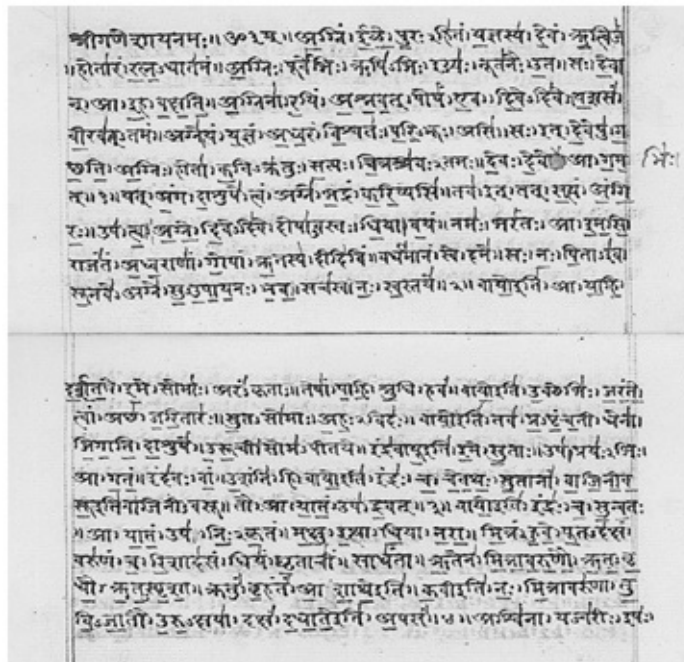 श्रीगणेशायनमः॥ॐ३म्॥अग्निं।ईळे।पुरःऽहितं।यज्ञस्य।देवं।ऋत्विजं
॥होतारं।रत्नऽधातमं॥अग्निः।पूर्वेभिः।ऋषिऽभिः।ईड्यः।नूतनैः।उत॥सः।देवा
न्।आ।इह।वक्षति॥अग्निना।रयिं।अश्नवत्।पोषं।एव।दिवेऽदिवे॥यशसं
वीरवत्ऽतमं॥अग्ने।यं।यज्ञं।अध्वरं।विश्वतः।परिऽभूः।असि॥सः।इत्।देवेषु।ग
च्छति॥अग्निः।होता।कविऽक्रतुः।सत्यः।चित्रश्रवःऽतमः॥देवः।देवे।आ।गम भिः।
त्॥१॥यत्।अंग।दाशुषे।त्वं।अग्ने।भद्रं।करिष्यसि॥तव।इत्।तत्।सत्यं।अंगि
रः॥उप।त्वा।अग्ने।दिवेऽदिवे।दोषाऽवस्तः।धिया।वयं॥नमः।भरंतः।आ।इमसि
राजंतं।अध्वराणां।गोपां।ऋतस्य।दीदिविं॥वर्धमानं।स्वे।दमे॥सः।नः।पिताऽइव
सूनवे।अग्ने।सुऽउपायनः।भव॥सचस्व।नः।स्वस्तये॥२॥वायोइति।आ।याहि
दर्शत।इमे।सोमाः।अरंऽकृताः॥तेषां।पाहि।श्रुधि।हवं॥वायोइति।उक्थेभिः।जरंते
त्वां।अच्छ।जरितारः॥सुतऽसोमाः।अहःऽविदः॥वायोइति।तव।प्रऽपृंचती।धेना
जिगाति।दाशुषे॥उरूची।सोमऽपीतये॥इंद्रवायूइति।इमे।सुताः॥उप।प्रयःऽभिः।
आ।गतं॥इंदवः।वां।उशंति।हि॥वायोइति।इंद्रः।च।चेतथः।सुतानां।वाजिनीव
सूइतिवाजिनीवसू॥तौ।आ।यातं।उप।द्रवत्॥३॥वायोइति।इंद्रः।च।सुन्वतः
॥आ।यातं।उप।निःऽकृतं॥मक्षु।इत्था।धिया।नरा॥मित्रं।हुवे।पूतऽदक्षं
वरुणं।च।रिशादसं॥धियं।घृताचीं।साधंता॥ऋतेन।मित्रावरुणौ।ऋतऽवृ
धौ।ऋतऽस्पृशा॥क्रतुं।बृहंतं।आ।शाथेइति॥कवीइति।नः।मित्रावरुणा।तु
विऽजातौ।उरुऽक्षया॥दक्षं।दधातेइति।अपसं॥४॥अश्विना।यज्वरीः।इषः